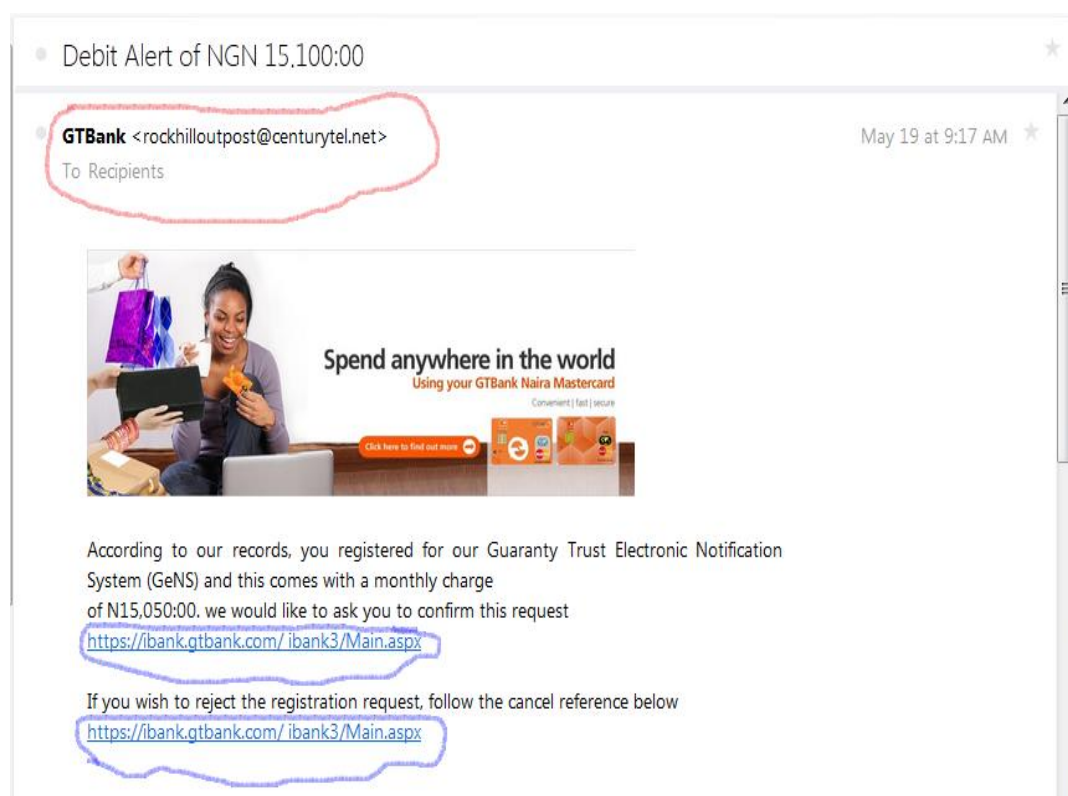 Debit Alert of NGN 15,100:00
GTBank <rockhilloutpost@centurytel.net>
May 19 at 9:17 AM
To Recipients
Spend anywhere in the world
Using your GTBank Naira Mastercard
Convenient | fast | secure
Click here to find out more
According to our records, you registered for our Guaranty Trust Electronic Notification
System (GeNS) and this comes with a monthly charge
of N15,050:00. we would like to ask you to confirm this request
https://ibank.gtbank.com/ ibank3/Main.aspx
If you wish to reject the registration request, follow the cancel reference below
https://ibank.gtbank.com/ ibank3/Main.aspx